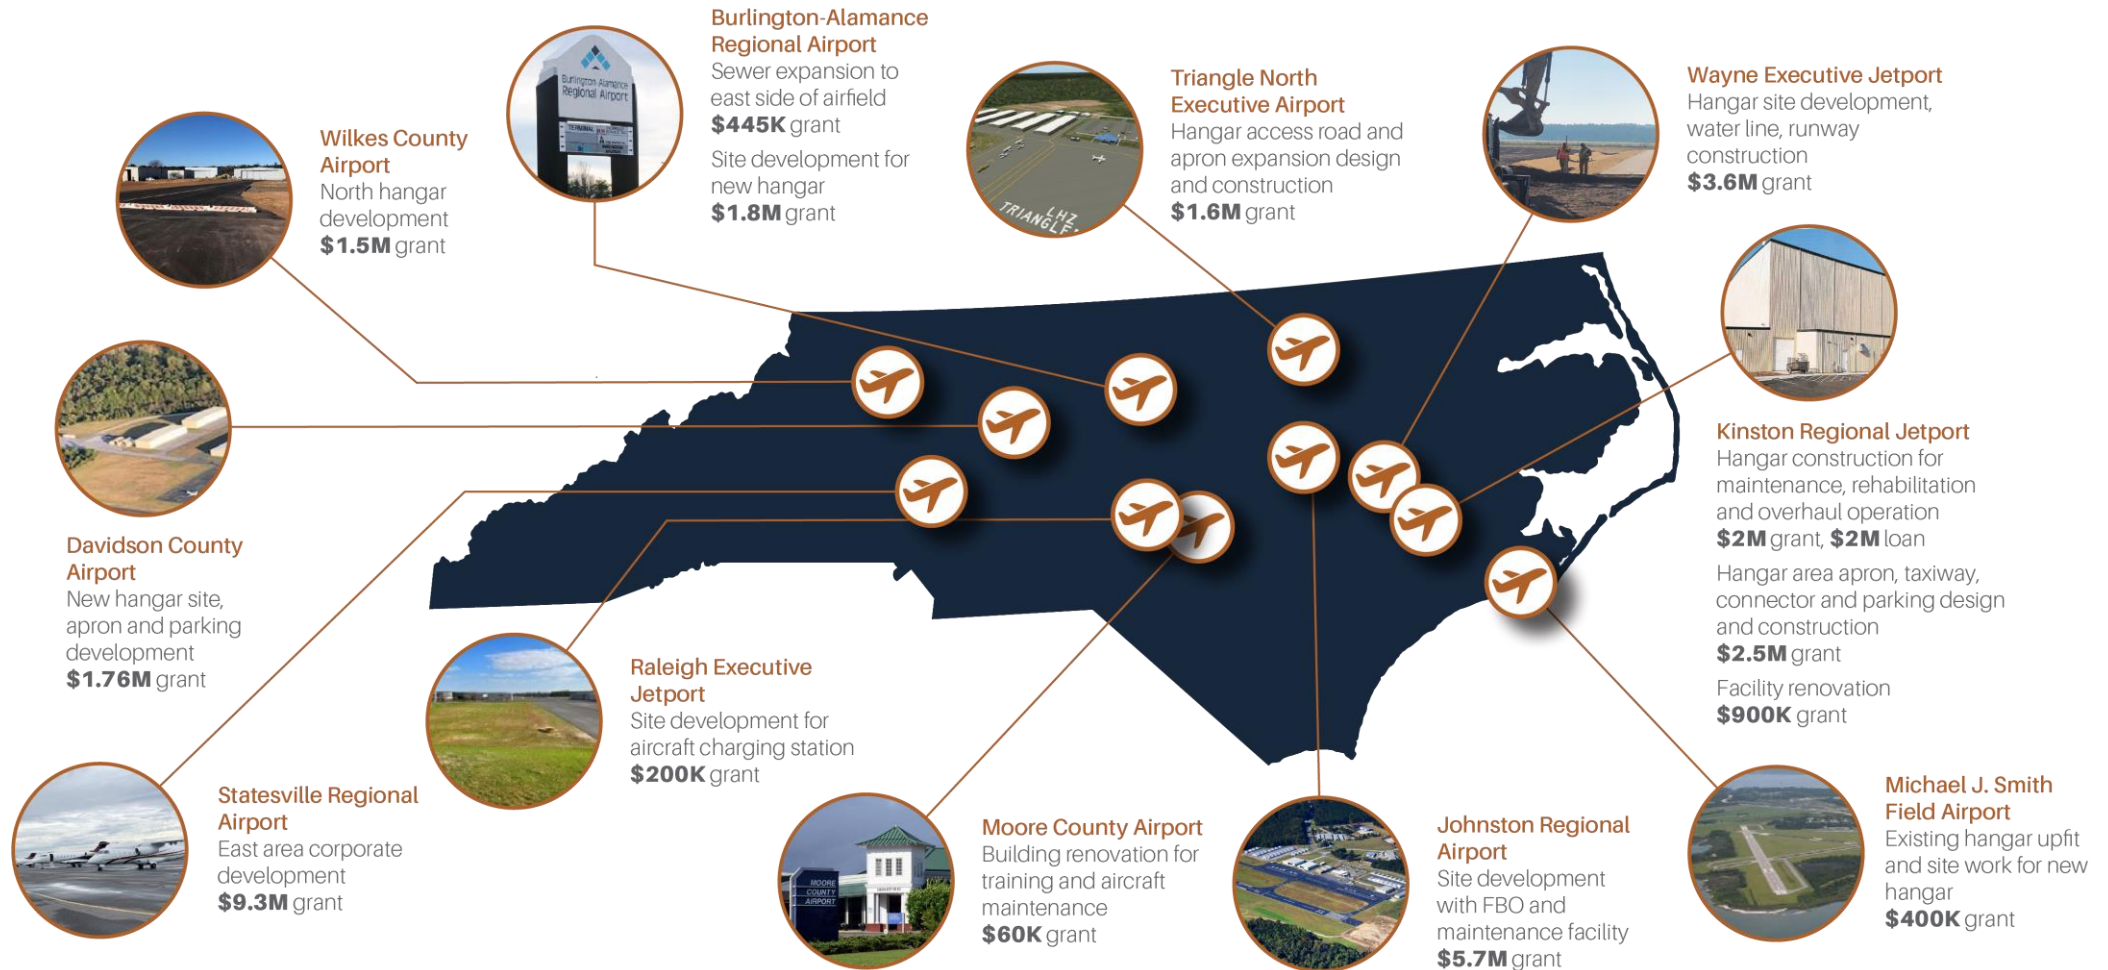 Burlington-Alamance
Regional Airport
Sewer expansion to
east side of airfield
$445K grant
Site development for
new hangar
$1.8M grant
Burlington-Alamance
Regional Airport
TERMINAL
Triangle North
Executive Airport
Hangar access road and
apron expansion design
and construction
$1.6M grant
LHZ
TRIANGLE
Wayne Executive Jetport
Hangar site development,
water line, runway
construction
$3.6M grant
Wilkes County
Airport
North hangar
development
$1.5M grant
Kinston Regional Jetport
Hangar construction for
maintenance, rehabilitation
and overhaul operation
$2M grant, $2M loan
Hangar area apron, taxiway,
connector and parking design
and construction
$2.5M grant
Facility renovation
$900K grant
Davidson County
Airport
New hangar site,
apron and parking
development
$1.76M grant
Raleigh Executive
Jetport
Site development for
aircraft charging station
$200K grant
Statesville Regional
Airport
East area corporate
development
$9.3M grant
MOORE
COUNTY
AIRPORT
Moore County Airport
Building renovation for
training and aircraft
maintenance
$60K grant
Johnston Regional
Airport
Site development
with FBO and
maintenance facility
$5.7M grant
Michael J. Smith
Field Airport
Existing hangar upfit
and site work for new
hangar
$400K grant